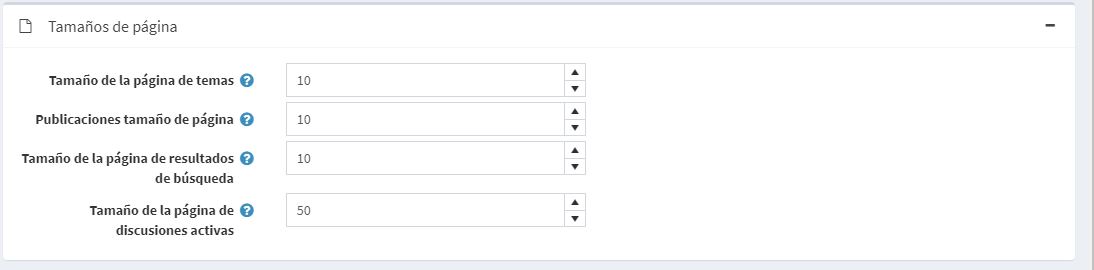 Tamaños de página
Tamaño de la página de temas
10
Publicaciones tamaño de página
10
Tamaño de la página de resultados
de búsqueda
10
Tamaño de la página de
discusiones activas
50